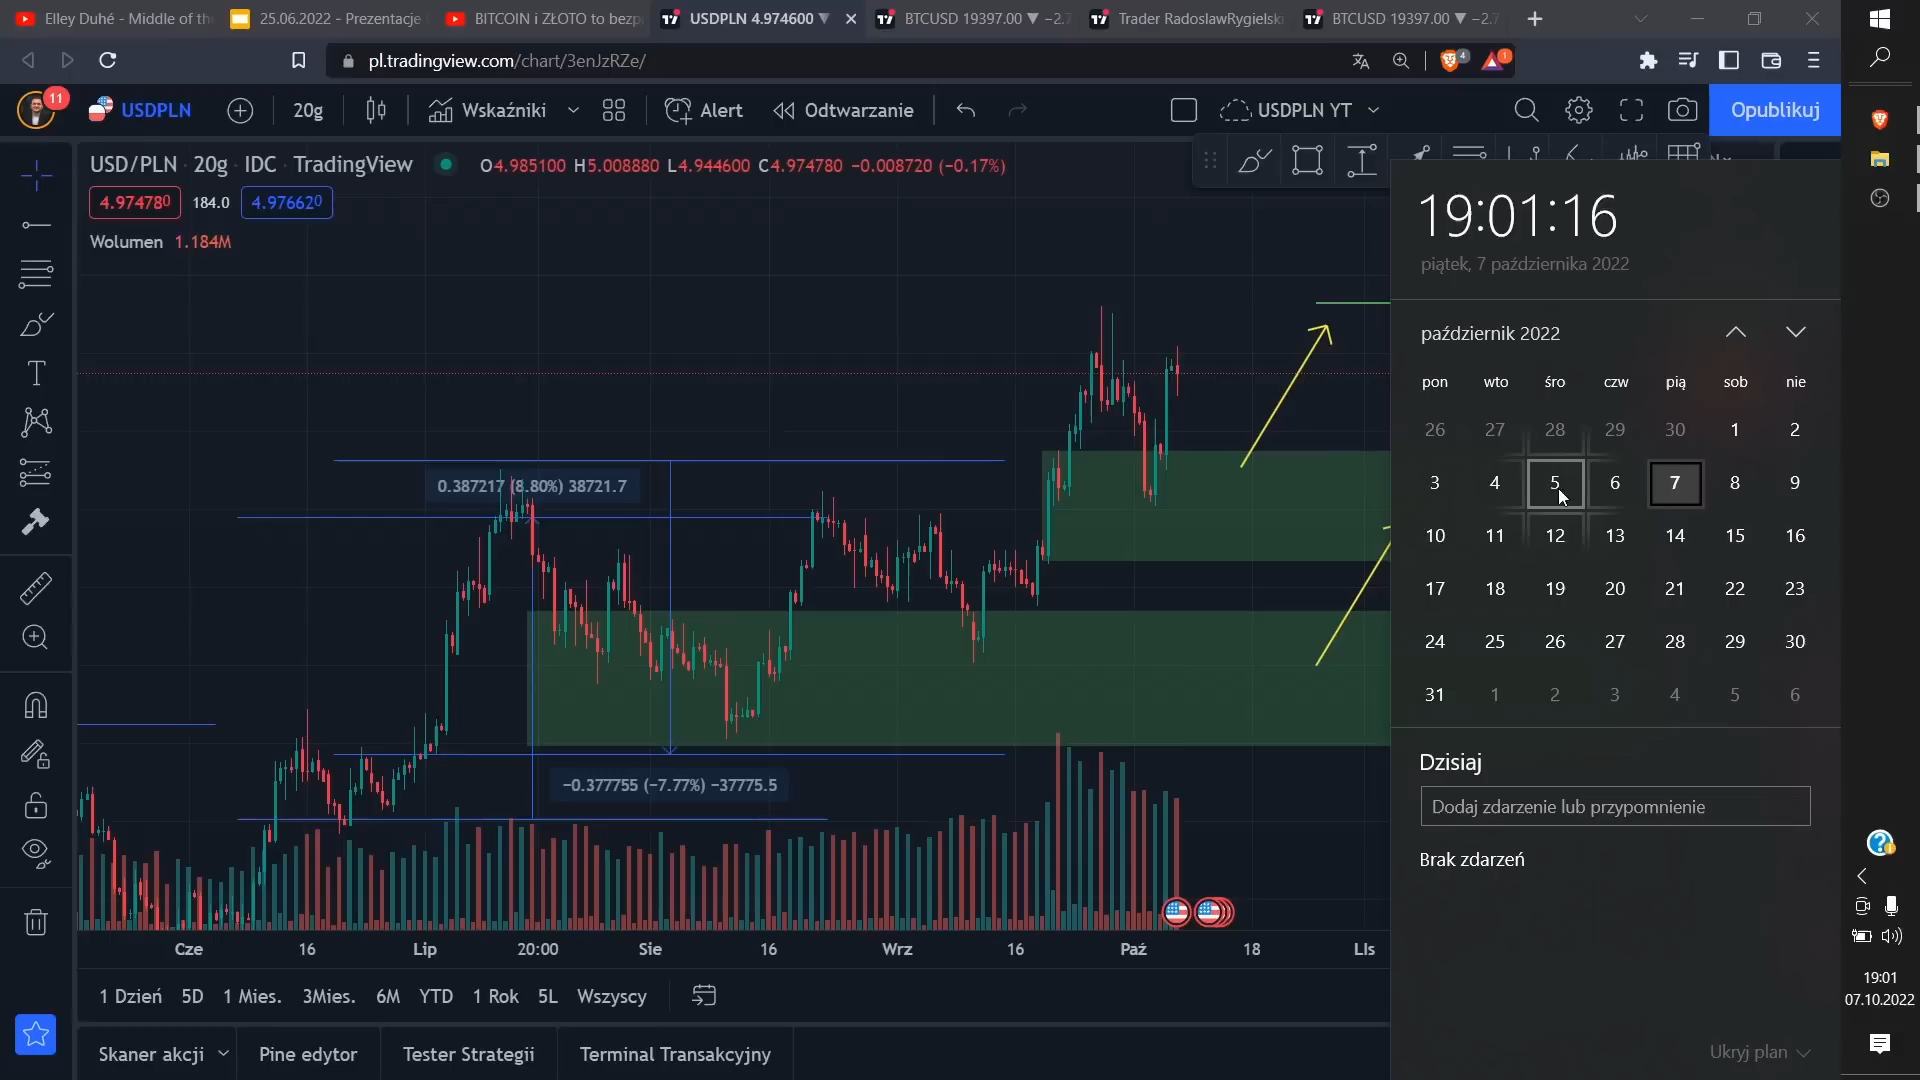 Elley Duhé - Middle of th
25.06.2022 - Prezentacje
BITCOIN i ZŁOTO to bezp
USDPLN 4.974600 ▼
BTCUSD 19397.00 ▼ −2.7
Trader RadoslawRygielski
BTCUSD 19397.00 ▼ −2.7
pl.tradingview.com/chart/3enJzRZe/
4
1
11
USDPLN
20g
Wskaźniki
Alert
Odtwarzanie
USDPLN YT
Opublikuj
USD/PLN · 20g · IDC · TradingView
O4.985100 H5.008880 L4.944600 C4.974780 −0.008720 (−0.17%)
4.974780 184.0 4.976620
Wolumen 1.184M
0.387217 (8.80%) 38721.7
−0.377755 (−7.77%) −37775.5
Cze 16 Lip 20:00 Sie 16 Wrz 16 Paź 18 Lis
1 Dzień 5D 1 Mies. 3Mies. 6M YTD 1 Rok 5L Wszyscy
Skaner akcji Pine edytor Tester Strategii Terminal Transakcyjny
19:01:16
piątek, 7 października 2022
październik 2022
pon wto śro czw pią sob nie
26 27 28 29 30 1 2
3 4 5 6 7 8 9
10 11 12 13 14 15 16
17 18 19 20 21 22 23
24 25 26 27 28 29 30
31 1 2 3 4 5 6
Dzisiaj
Dodaj zdarzenie lub przypomnienie
Brak zdarzeń
Ukryj plan
19:01
07.10.2022